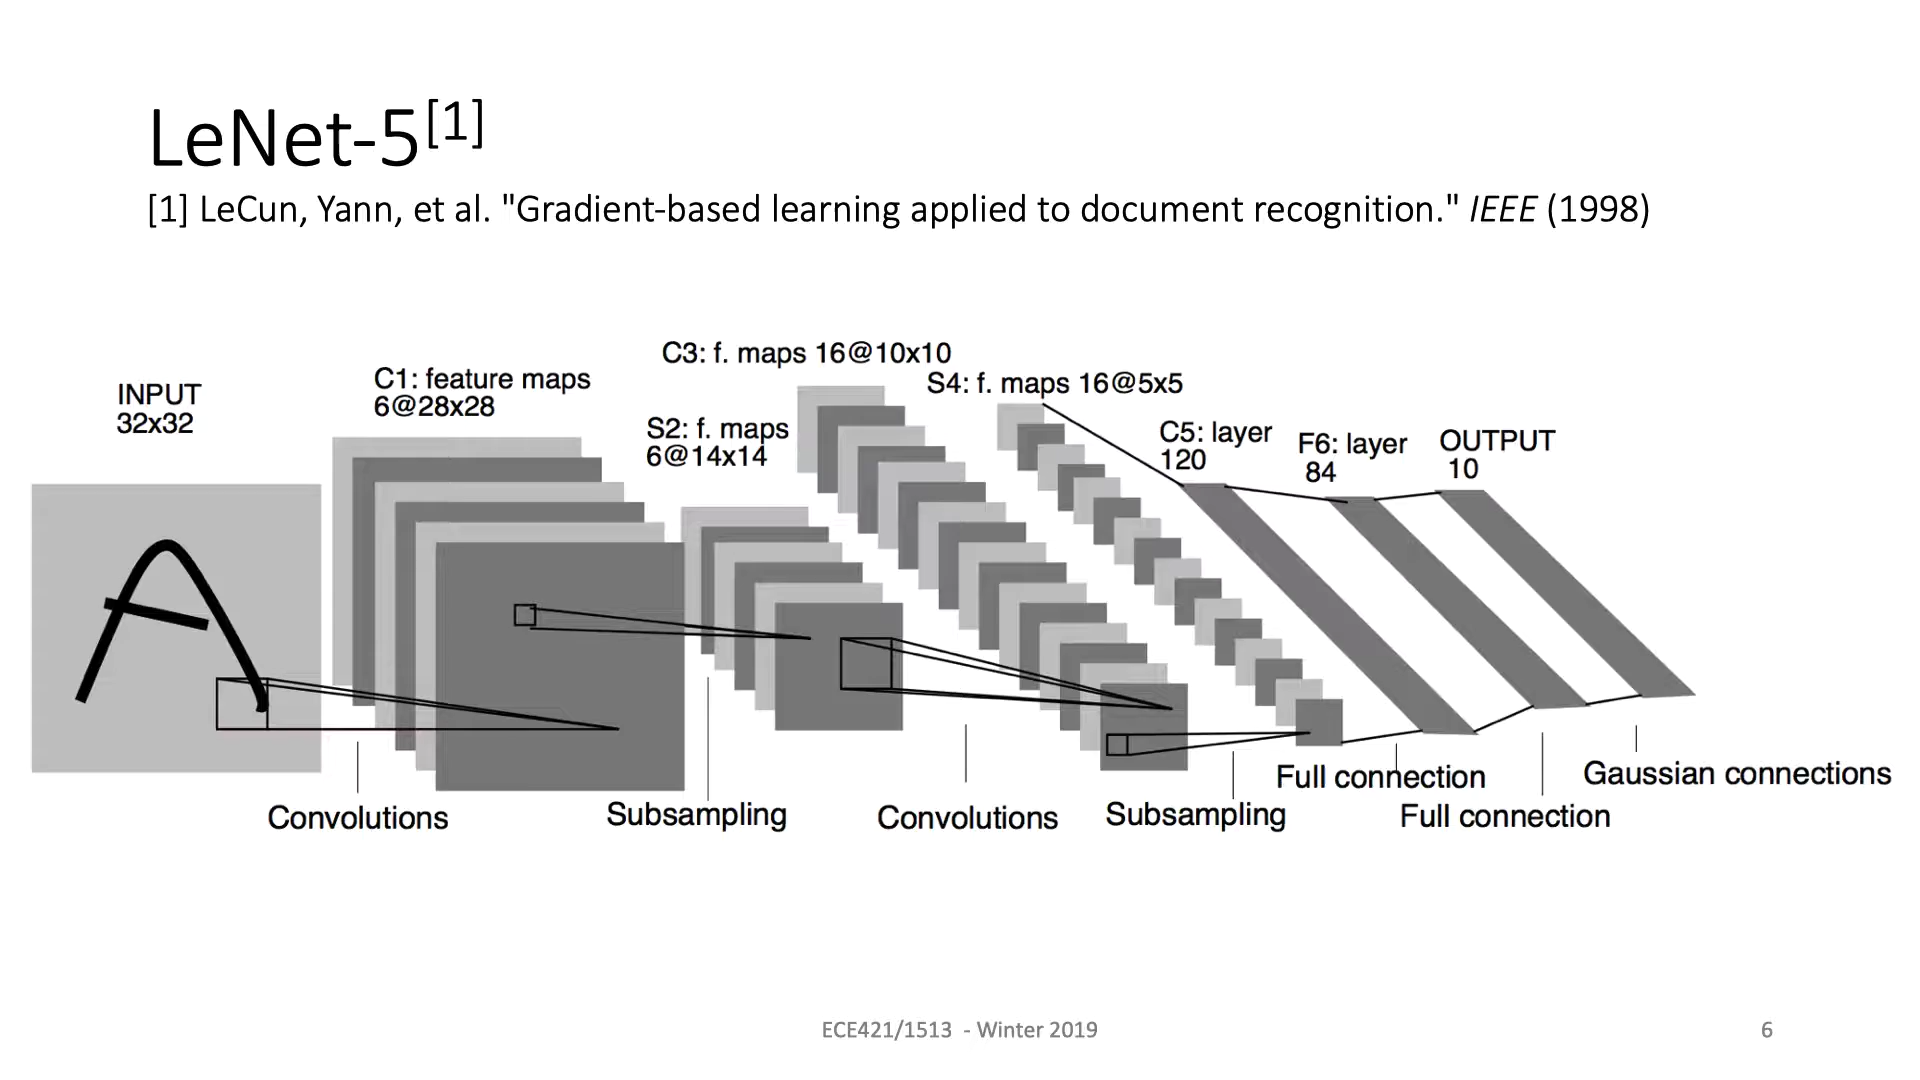 LeNet-5[1]
[1] LeCun, Yann, et al. "Gradient-based learning applied to document recognition." IEEE (1998)
INPUT
32x32
C1: feature maps
6@28x28
S2: f. maps
6@14x14
C3: f. maps 16@10x10
S4: f. maps 16@5x5
C5: layer
120
F6: layer
84
OUTPUT
10
A
Convolutions
Subsampling
Convolutions
Subsampling
Full connection
Full connection
Gaussian connections
ECE421/1513 - Winter 2019
6